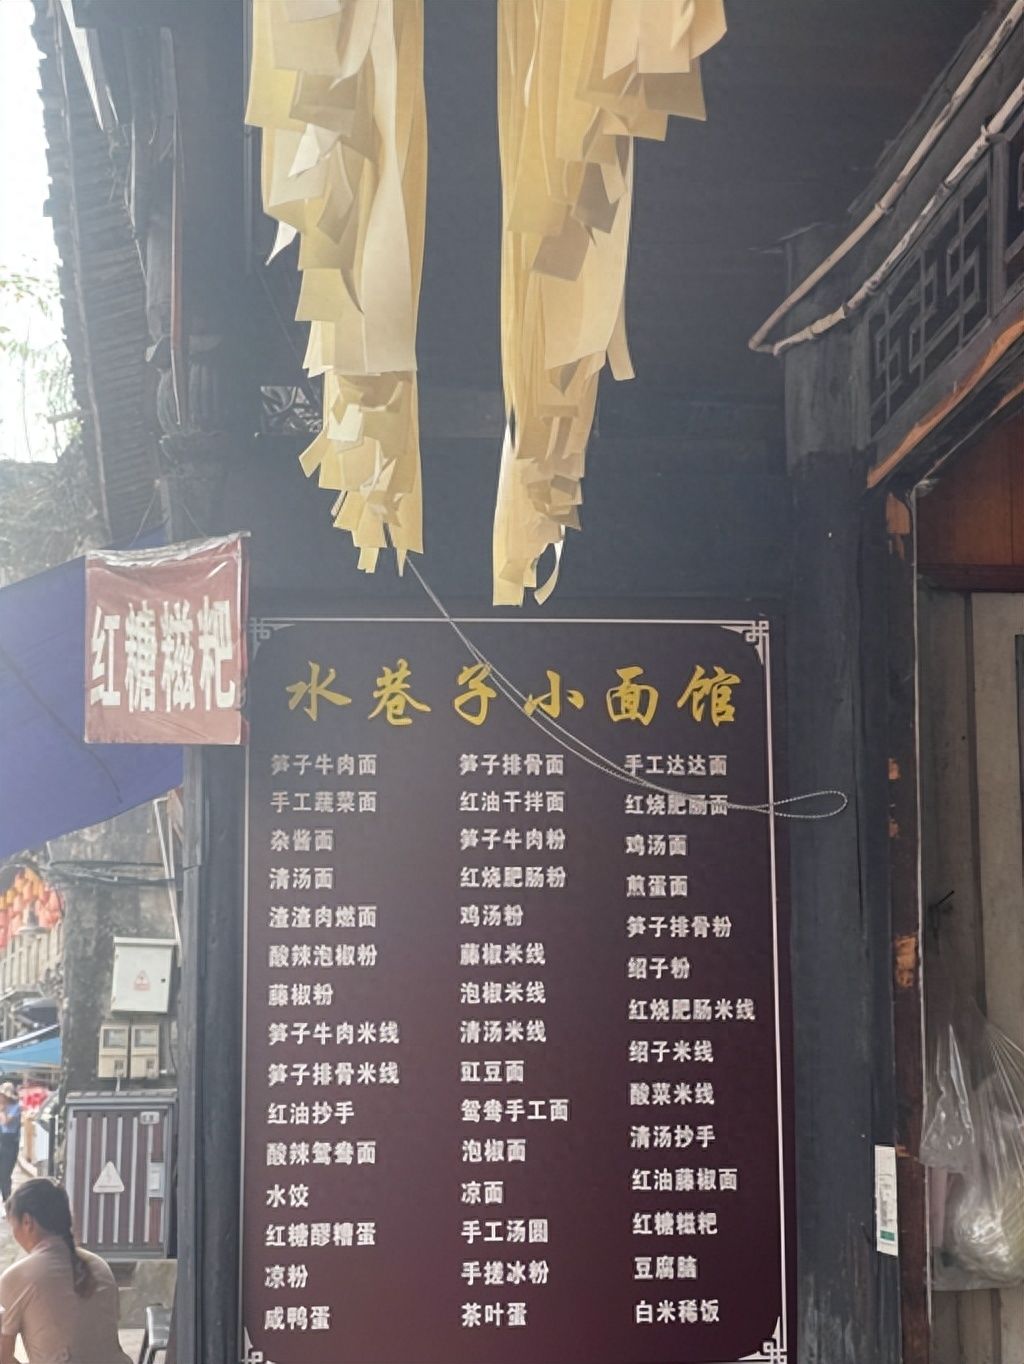 红糖糍粑
水巷子小面馆
笋子牛肉面
手工蔬菜面
杂酱面
清汤面
渣渣肉燃面
酸辣泡椒粉
藤椒粉
笋子牛肉米线
笋子排骨米线
红油抄手
酸辣鸳鸯面
水饺
红糖醪糟蛋
凉粉
咸鸭蛋
笋子排骨面
红油干拌面
笋子牛肉粉
红烧肥肠粉
鸡汤粉
藤椒米线
泡椒米线
清汤米线
豇豆面
鸳鸯手工面
泡椒面
凉面
手工汤圆
手搓冰粉
茶叶蛋
手工达达面
红烧肥肠面
鸡汤面
煎蛋面
笋子排骨粉
绍子粉
红烧肥肠米线
绍子米线
酸菜米线
清汤抄手
红油藤椒面
红糖糍粑
豆腐脑
白米稀饭